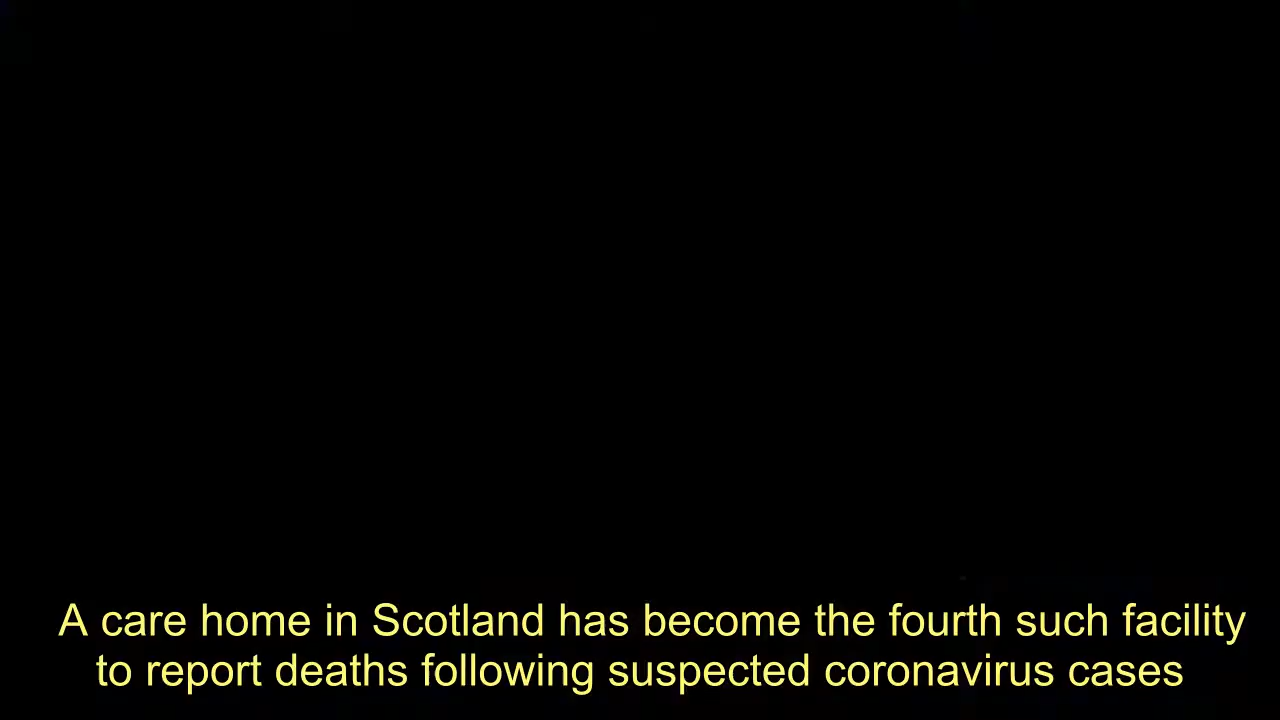 A care home in Scotland has become the fourth such facility
to report deaths following suspected coronavirus cases